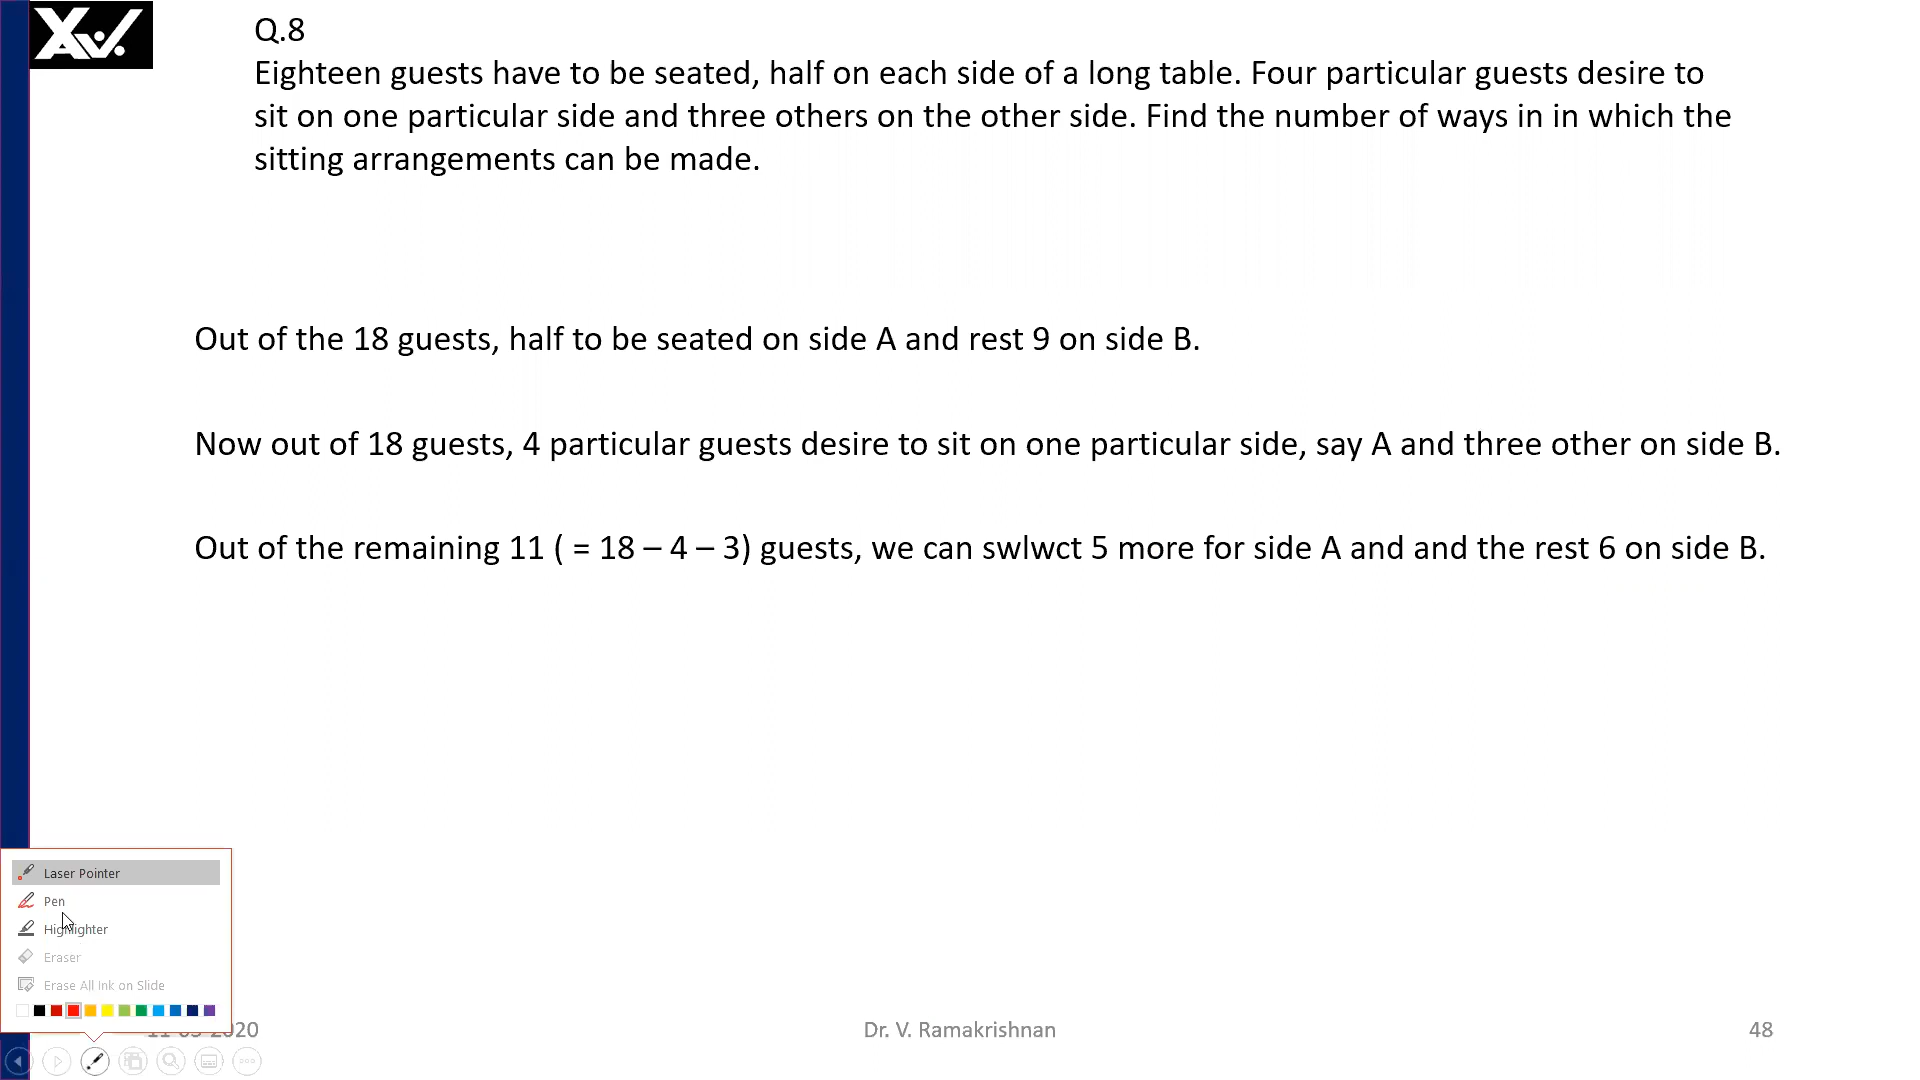 XV.
Q.8
Eighteen guests have to be seated, half on each side of a long table. Four particular guests desire to
sit on one particular side and three others on the other side. Find the number of ways in in which the
sitting arrangements can be made.
Out of the 18 guests, half to be seated on side A and rest 9 on side B.
Now out of 18 guests, 4 particular guests desire to sit on one particular side, say A and three other on side B.
Out of the remaining 11 ( = 18 – 4 – 3) guests, we can swlwct 5 more for side A and and the rest 6 on side B.
Laser Pointer
Pen
Highlighter
Eraser
Erase All Ink on Slide
2020
Dr. V. Ramakrishnan
48